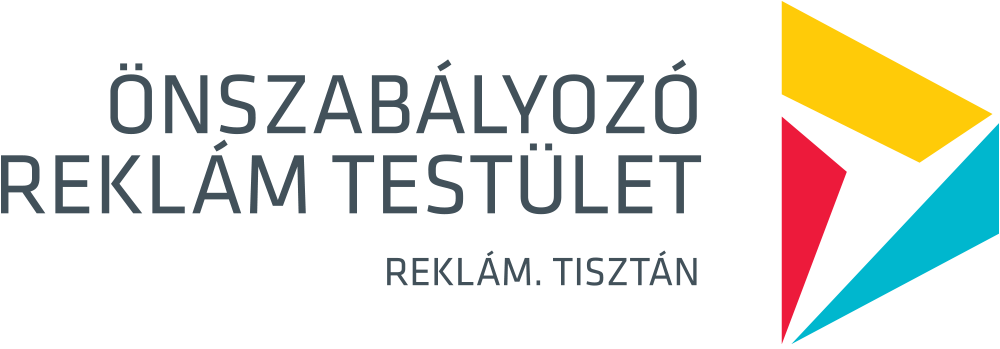 ÖNSZABÁLYOZÓ
REKLÁM TESTÜLET
REKLÁM. TISZTÁN